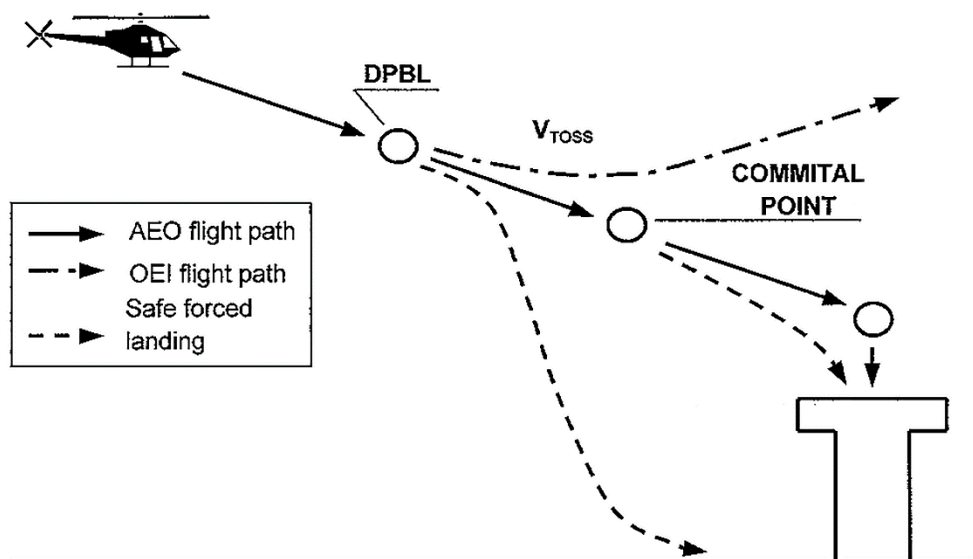 DPBL
VTOSS
COMMITAL
POINT
AEO flight path
OEI flight path
Safe forced
landing